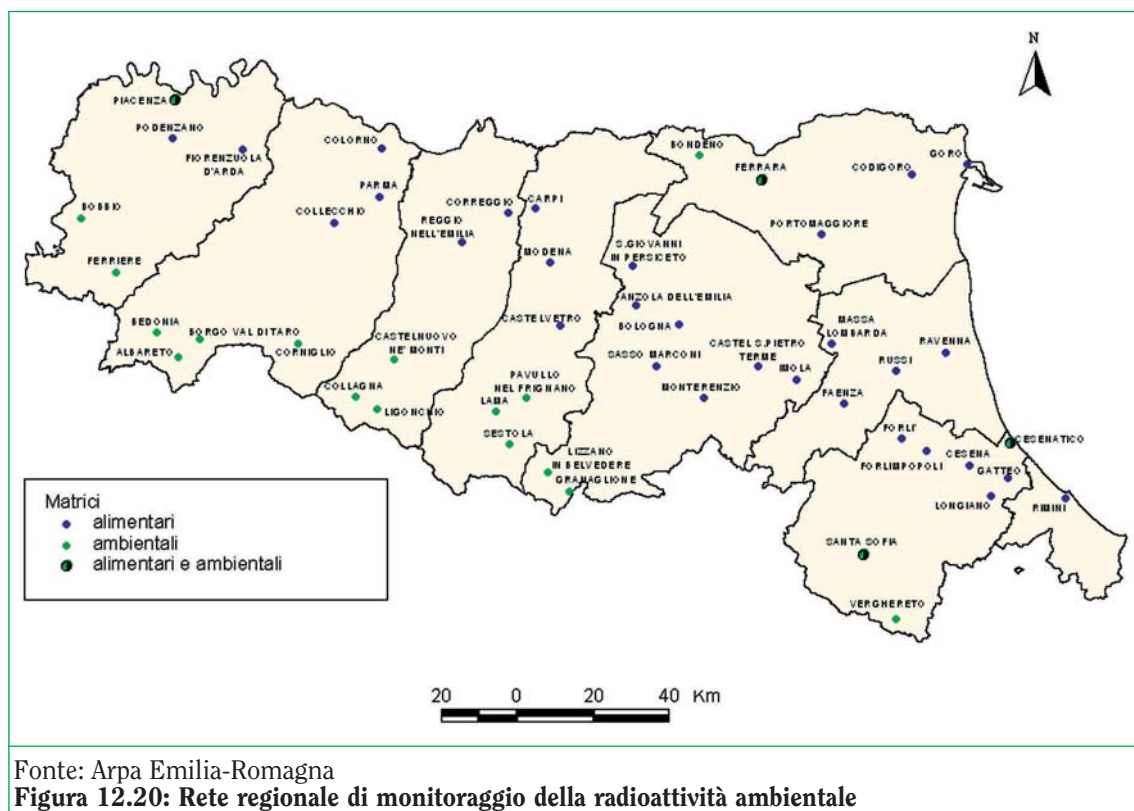 N
PIACENZA
PODENZANO
FIORENZUOLA
D'ARDA
BOBBIO
FERRIERE
COLORNO
PARMA
COLLECCHIO
BEDONIA
BORGO VAL DI TARO
ALBARETO
CORNIGLIO
CORREGGIO
REGGIO
NELL'EMILIA
CASTELNUOVO
NE' MONTI
COLLAGNA
LIGONCHIO
CARPI
MODENA
CASTELVETRO
PAVULLO
NEL FRIGNANO
LAMA
SESTOLA
BONDENO
FERRARA
CODIGORO
GORO
PORTOMAGGIORE
S.GIOVANNI
IN PERSICETO
ANZOLA DELL'EMILIA
BOLOGNA
SASSO MARCONI
CASTEL S.PIETRO
TERME
IMOLA
MONTERENZIO
LIZZANO
IN BELVEDERE
GRANAGLIONE
MASSA
LOMBARDA
RUSSI
RAVENNA
FAENZA
FORLI'
FORLIMPOPOLI
CESENA
CESENATICO
GATTEO
LONGIANO
RIMINI
SANTA SOFIA
VERGHERETO
Matrici
alimentari
ambientali
alimentari e ambientali
20 0 20 40 Km
Fonte: Arpa Emilia-Romagna
Figura 12.20: Rete regionale di monitoraggio della radioattività ambientale